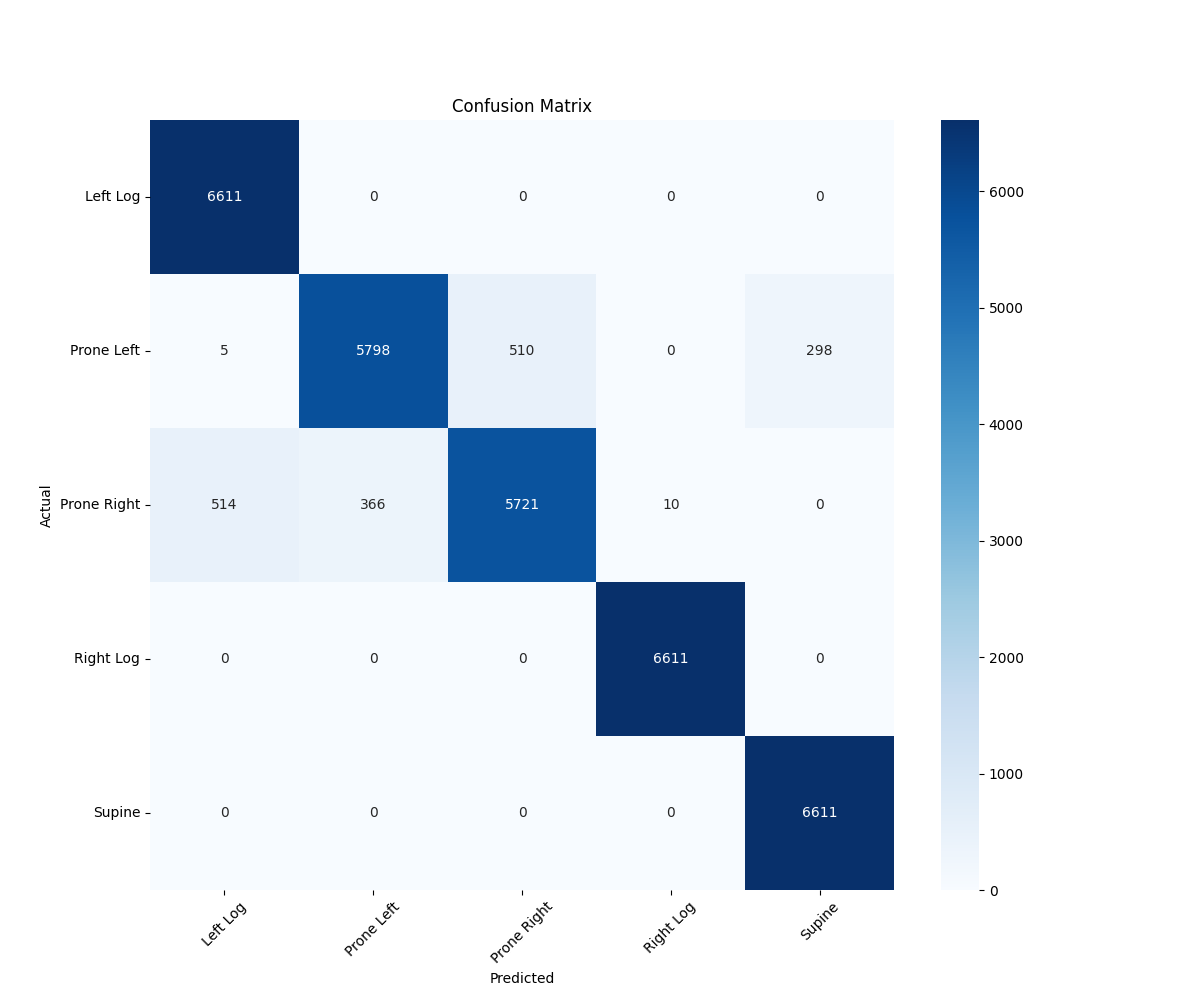 Confusion Matrix
Left Log 6611 0 0 0 0
Prone Left 5 5798 510 0 298
Prone Right 514 366 5721 10 0
Right Log 0 0 0 6611 0
Supine 0 0 0 0 6611
Actual
Left Log Prone Left Prone Right Right Log Supine
Predicted
6000
5000
4000
3000
2000
1000
0